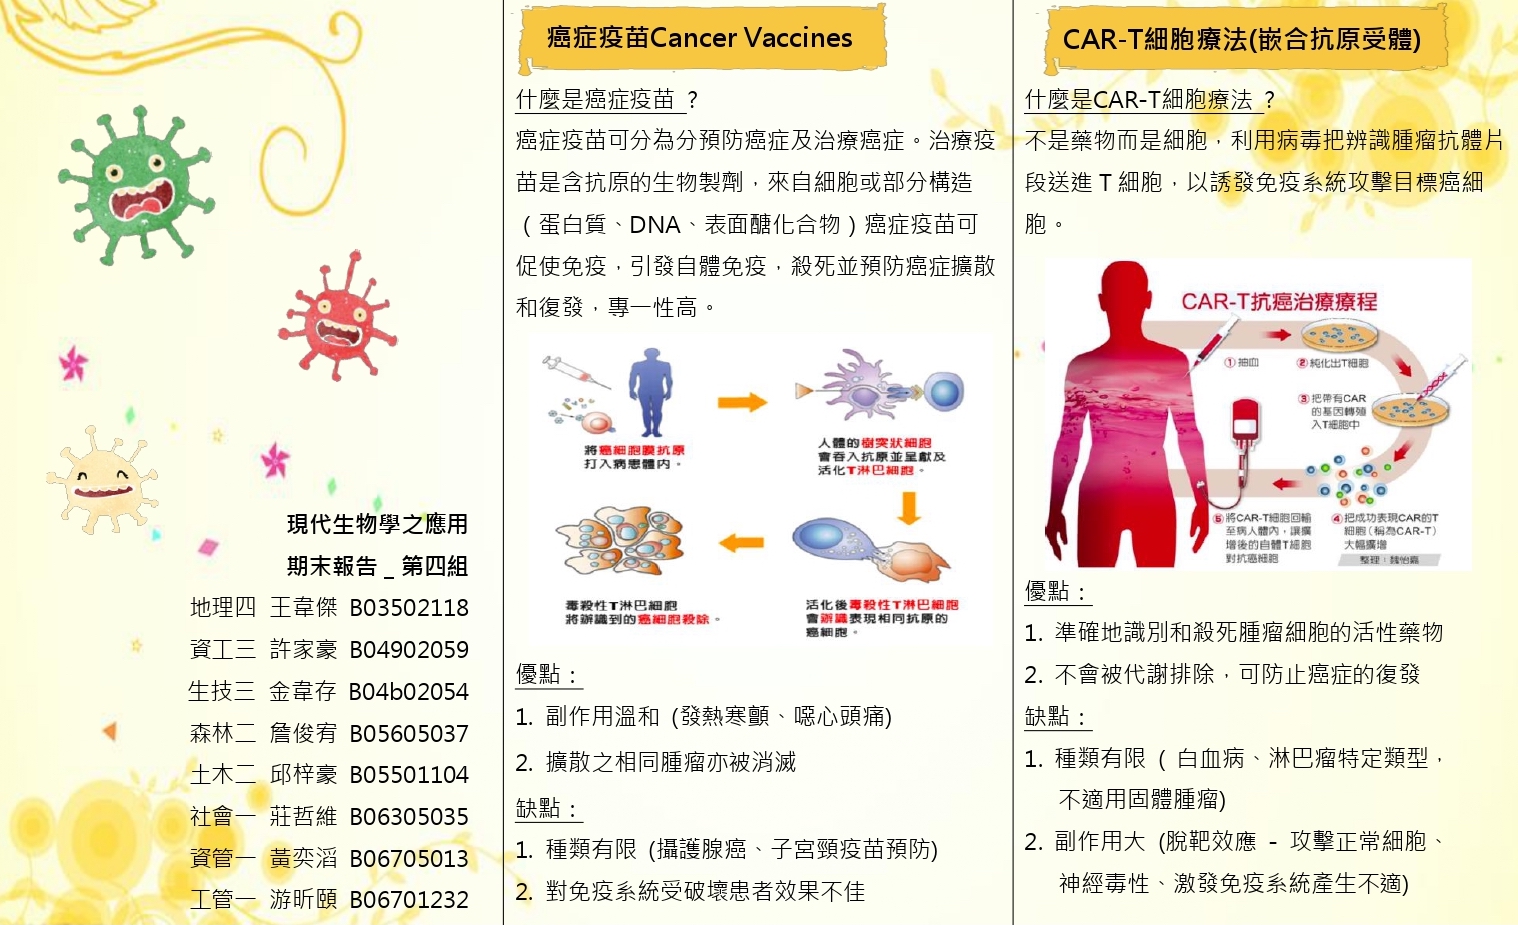 現代生物學之應用
期末報告 _ 第四組
地理四 王韋傑 B03502118
資工三 許家豪 B04902059
生技三 金韋存 B04b02054
森林二 詹俊宥 B05605037
土木二 邱梓豪 B05501104
社會一 莊哲維 B06305035
資管一 黃奕滔 B06705013
工管一 游昕頤 B06701232
癌症疫苗Cancer Vaccines
什麼是癌症疫苗 ?
癌症疫苗可分為分預防癌症及治療癌症。治療疫
苗是含抗原的生物製劑，來自細胞或部分構造
（蛋白質、DNA、表面醣化合物）癌症疫苗可
促使免疫，引發自體免疫，殺死並預防癌症擴散
和復發，專一性高。
將癌細胞膜抗原
打入病患體內。
人體的樹突狀細胞
會吞入抗原並呈獻及
活化T淋巴細胞。
活化後毒殺性T淋巴細胞
會辦識表現相同抗原的
癌細胞。
毒殺性T淋巴細胞
將辦識到的癌細胞殺除。
優點：
1. 副作用溫和 (發熱寒顫、噁心頭痛)
2. 擴散之相同腫瘤亦被消滅
缺點：
1. 種類有限 (攝護腺癌、子宮頸疫苗預防)
2. 對免疫系統受破壞患者效果不佳
CAR-T細胞療法(嵌合抗原受體)
什麼是CAR-T細胞療法 ?
不是藥物而是細胞，利用病毒把辨識腫瘤抗體片
段送進 T 細胞，以誘發免疫系統攻擊目標癌細
胞。
CAR-T抗癌治療療程
①抽血
②純化出T細胞
③把帶有CAR
的基因轉殖
入T細胞中
④把成功表現CAR的T
細胞（稱為CAR-T）
大幅擴增
⑤將CAR-T細胞回輸
至病人體內，讓擴
增後的自體T細胞
對抗癌細胞
整理：魏怡嘉
優點：
1. 準確地識別和殺死腫瘤細胞的活性藥物
2. 不會被代謝排除，可防止癌症的復發
缺點：
1. 種類有限 ( 白血病、淋巴瘤特定類型，
不適用固體腫瘤)
2. 副作用大 (脫靶效應 - 攻擊正常細胞、
神經毒性、激發免疫系統產生不適)